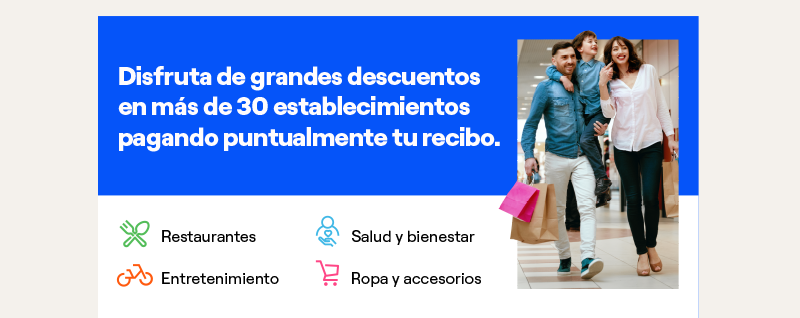 Disfruta de grandes descuentos
en más de 30 establecimientos
pagando puntualmente tu recibo.
Restaurantes
Salud y bienestar
Entretenimiento
Ropa y accesorios